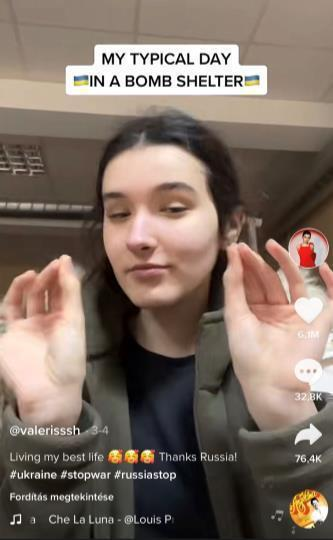 MY TYPICAL DAY
🇺🇦IN A BOMB SHELTER🇺🇦
6,1M
32,8K
76,4K
@valerisssh · 3-4
Living my best life 🥰🥰🥰 Thanks Russia!
#ukraine #stopwar #russiastop
Fordítás megtekintése
a Che La Luna - @Louis P